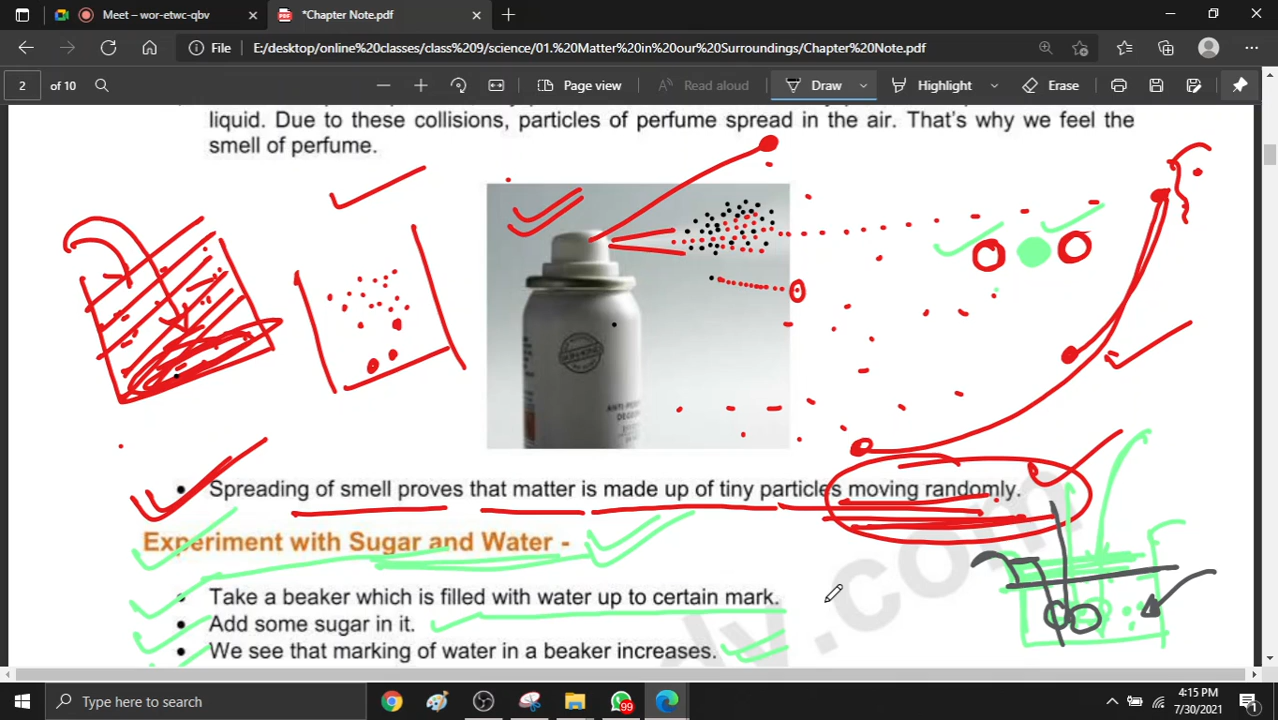 Meet – wor-etwc-qbv
*Chapter Note.pdf
File E:/desktop/online%20classes/class%209/science/01.%20Matter%20in%20our%20Surroundings/Chapter%20Note.pdf
2 of 10 Page view Read aloud Draw Highlight Erase
liquid. Due to these collisions, particles of perfume spread in the air. That's why we feel the
smell of perfume.
• Spreading of smell proves that matter is made up of tiny particles moving randomly.
Experiment with Sugar and Water -
• Take a beaker which is filled with water up to certain mark.
• Add some sugar in it.
• We see that marking of water in a beaker increases.
Type here to search
99
4:15 PM
7/30/2021
1